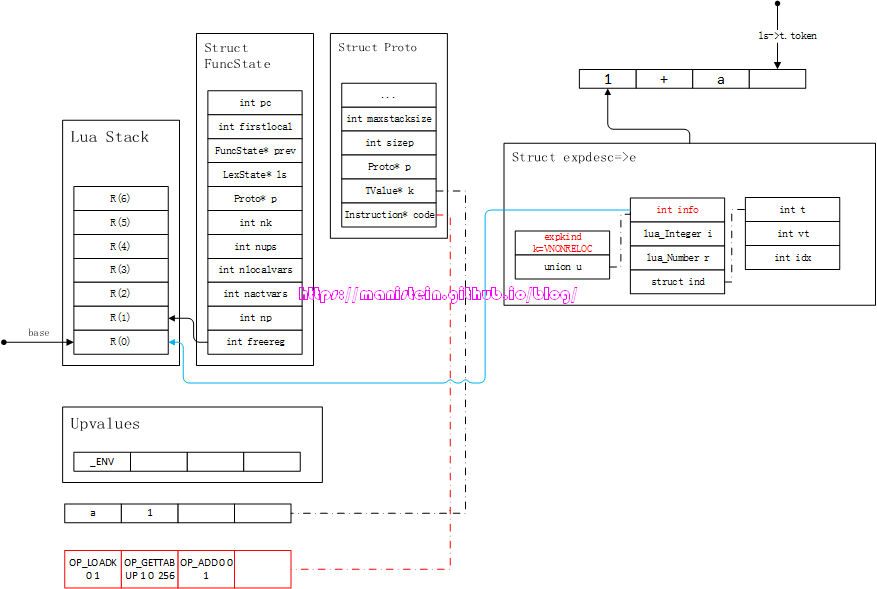 ls->t.token
1
+
a
Struct
FuncState
int pc
int firstlocal
FuncState* prev
LexState* ls
Proto* p
int nk
int nups
int nlocalvars
int nactvars
int np
int freereg
Struct Proto
...
int maxstacksize
int sizep
Proto* p
TValue* k
Instruction* code
Lua Stack
R(6)
R(5)
R(4)
R(3)
R(2)
R(1)
R(0)
base
Struct expdesc=>e
expkind
k=VNONRELOC
union u
int info
lua_Integer i
lua_Number r
struct ind
int t
int vt
int idx
https://manistein.github.io/blog/
Upvalues
_ENV
a
1
OP_LOADK
0 1
OP_GETTAB
UP 1 0 256
OP_ADD 0 0
1